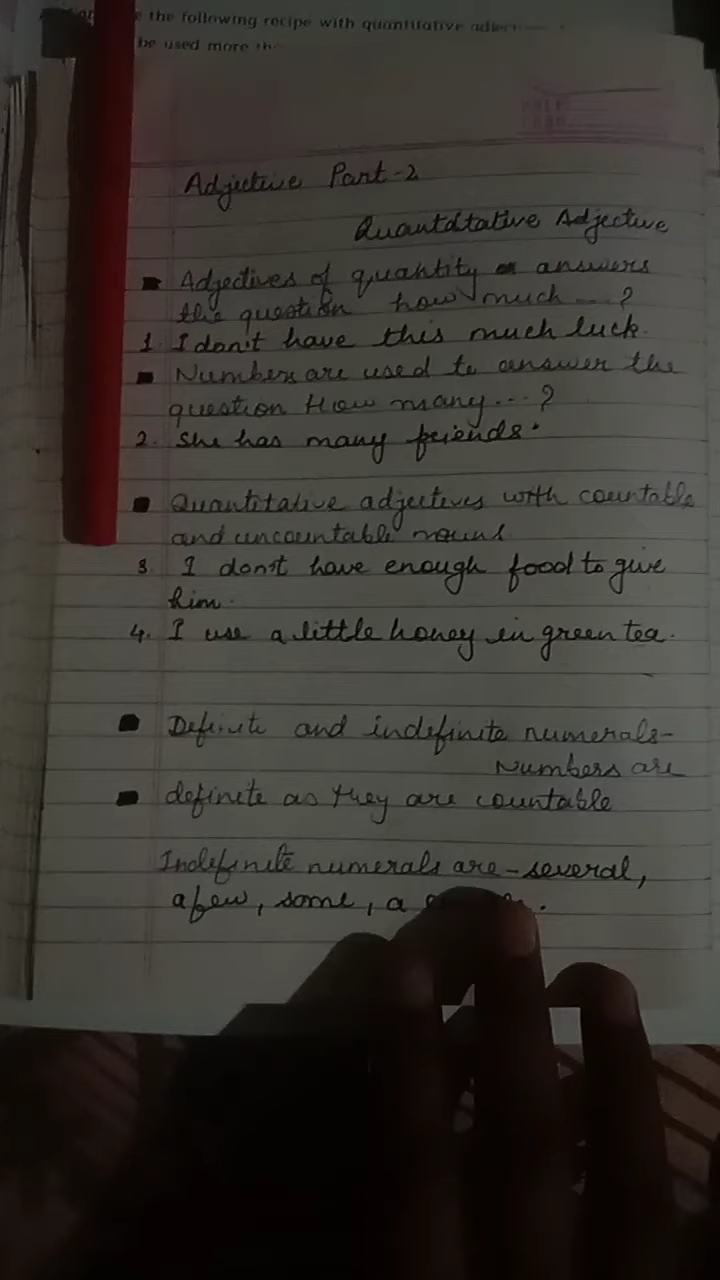 the following recipe with quantitative
be used more
Adjective Part-2
Quantitative Adjective
Adjectives of quantity answers
the question how much ... ?
1. I don't have this much luck.
Numbers are used to answer the
question How many... ?
2. She has many friends.
Quantitative adjectives with countable
and uncountable nouns
3. I don't have enough food to give
him.
4. I use a little honey in green tea.
Definite and indefinite numerals-
Numbers are
definite as they are countable
Indefinite numerals are - several,
a few, some, a